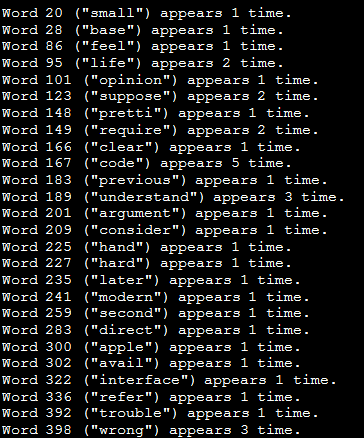 Word 20 ("small") appears 1 time.
Word 28 ("base") appears 1 time.
Word 86 ("feel") appears 1 time.
Word 95 ("life") appears 2 time.
Word 101 ("opinion") appears 1 time.
Word 123 ("suppose") appears 2 time.
Word 148 ("pretti") appears 1 time.
Word 149 ("require") appears 2 time.
Word 166 ("clear") appears 1 time.
Word 167 ("code") appears 5 time.
Word 183 ("previous") appears 1 time.
Word 189 ("understand") appears 3 time.
Word 201 ("argument") appears 1 time.
Word 209 ("consider") appears 1 time.
Word 225 ("hand") appears 1 time.
Word 227 ("hard") appears 1 time.
Word 235 ("later") appears 1 time.
Word 241 ("modern") appears 1 time.
Word 259 ("second") appears 1 time.
Word 283 ("direct") appears 1 time.
Word 300 ("apple") appears 1 time.
Word 302 ("avail") appears 1 time.
Word 322 ("interface") appears 1 time.
Word 336 ("refer") appears 1 time.
Word 392 ("trouble") appears 1 time.
Word 398 ("wrong") appears 3 time.